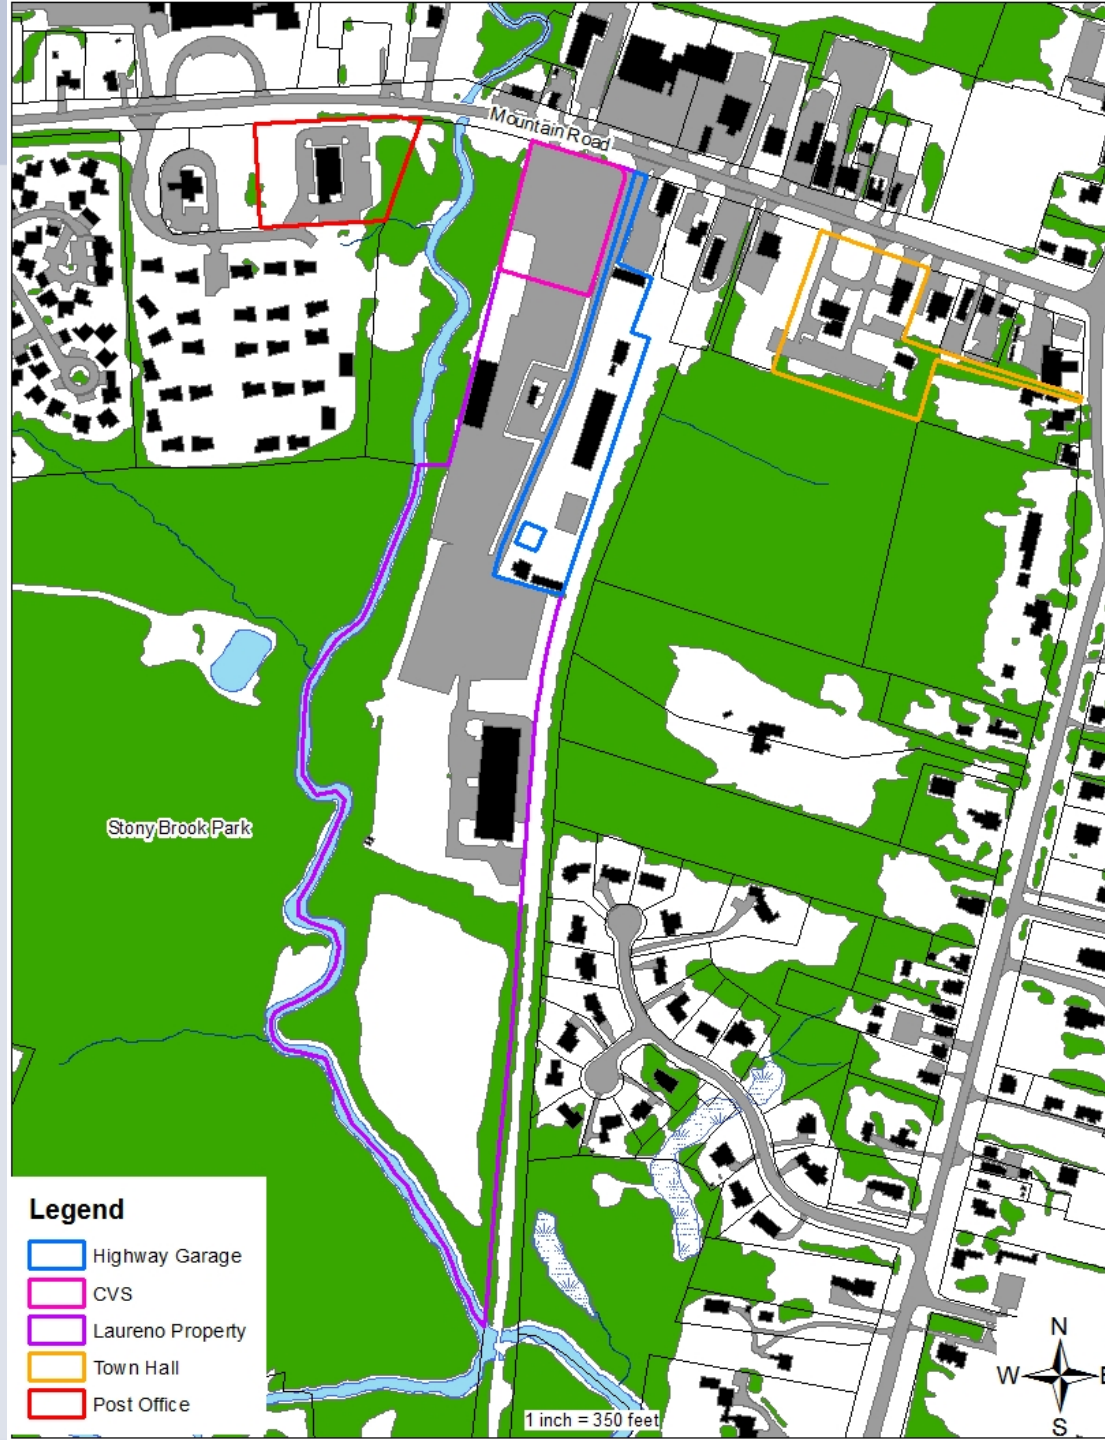 Mountain Road
Stony Brook Park
Legend
Highway Garage
CVS
Laureno Property
Town Hall
Post Office
N
W E
S
1 inch = 350 feet